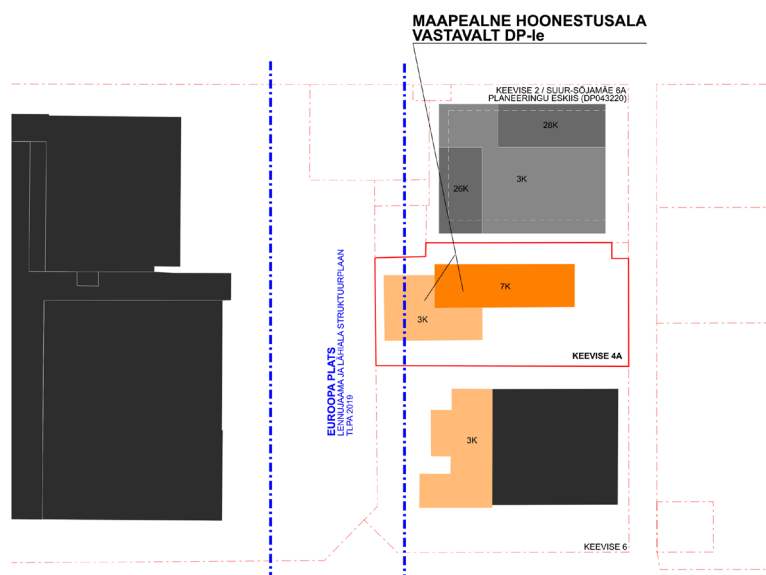 MAAPEALNE HOONESTUSALA
VASTAVALT DP-le
KEEVISE 2 / SUUR-SÕJAMÄE 6A
PLANEERINGU ESKIIS (DP043220)
28K
3K
26K
7K
3K
KEEVISE 4A
EUROOPA PLATS
LENNUJAAMA JA LÄHIALA STRUKTUURPLAAN
TLPA 2019
3K
KEEVISE 6